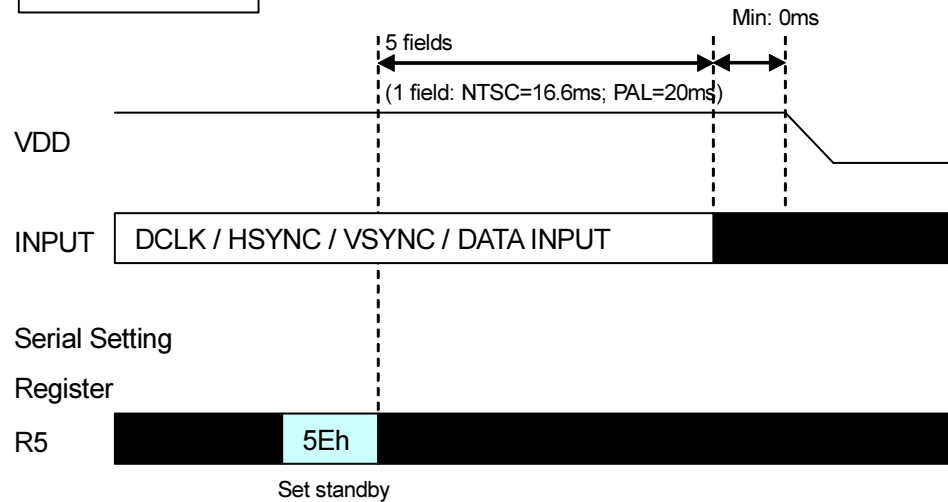 Min: 0ms
5 fields
(1 field: NTSC=16.6ms; PAL=20ms)
VDD
INPUT
DCLK / HSYNC / VSYNC / DATA INPUT
Serial Setting
Register
R5
5Eh
Set standby